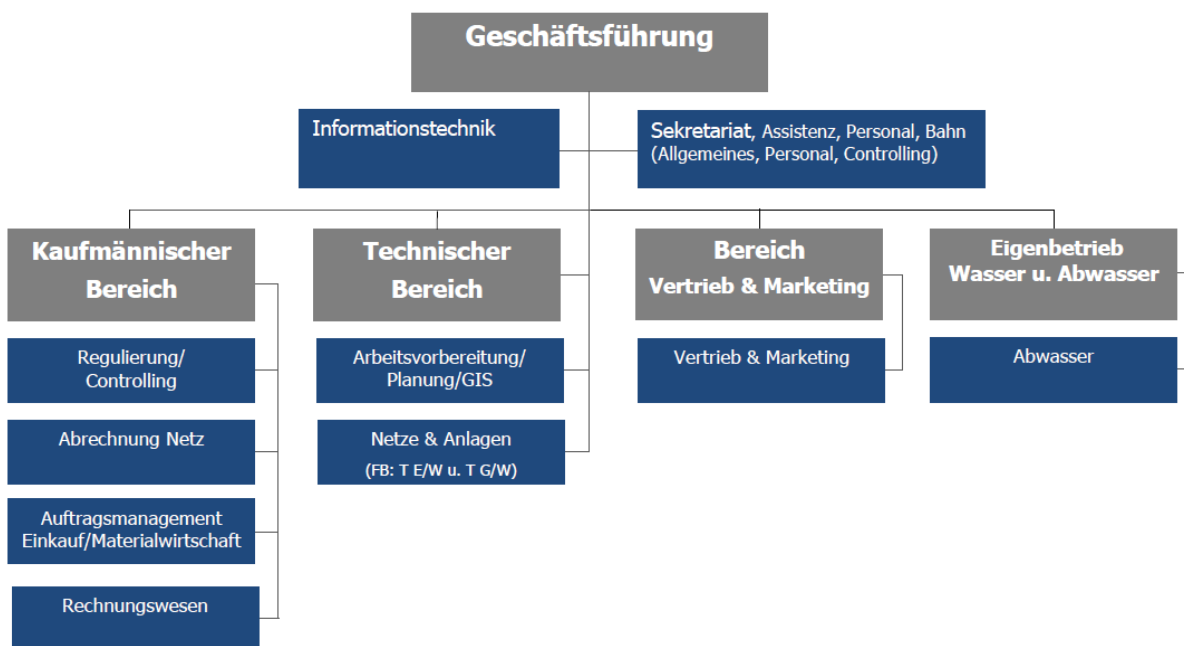 Geschäftsführung
Informationstechnik
Sekretariat, Assistenz, Personal, Bahn
(Allgemeines, Personal, Controlling)
Kaufmännischer
Bereich
Technischer
Bereich
Bereich
Vertrieb & Marketing
Eigenbetrieb
Wasser u. Abwasser
Regulierung/
Controlling
Arbeitsvorbereitung/
Planung/GIS
Vertrieb & Marketing
Abwasser
Abrechnung Netz
Netze & Anlagen
(FB: T E/W u. T G/W)
Auftragsmanagement
Einkauf/Materialwirtschaft
Rechnungswesen